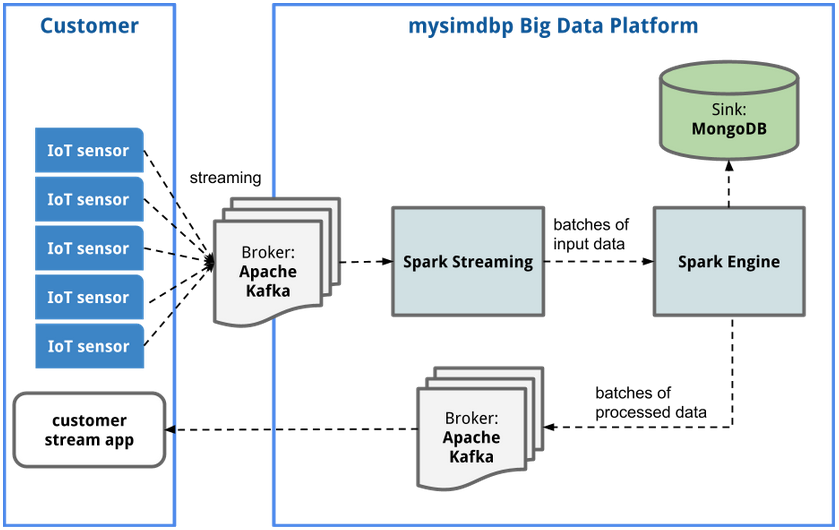 Customer
mysimdbp Big Data Platform
Sink:
MongoDB
IoT sensor
streaming
IoT sensor
IoT sensor
IoT sensor
IoT sensor
Broker:
Apache
Kafka
Spark Streaming
batches of
input data
Spark Engine
batches of
processed data
Broker:
Apache
Kafka
customer
stream app